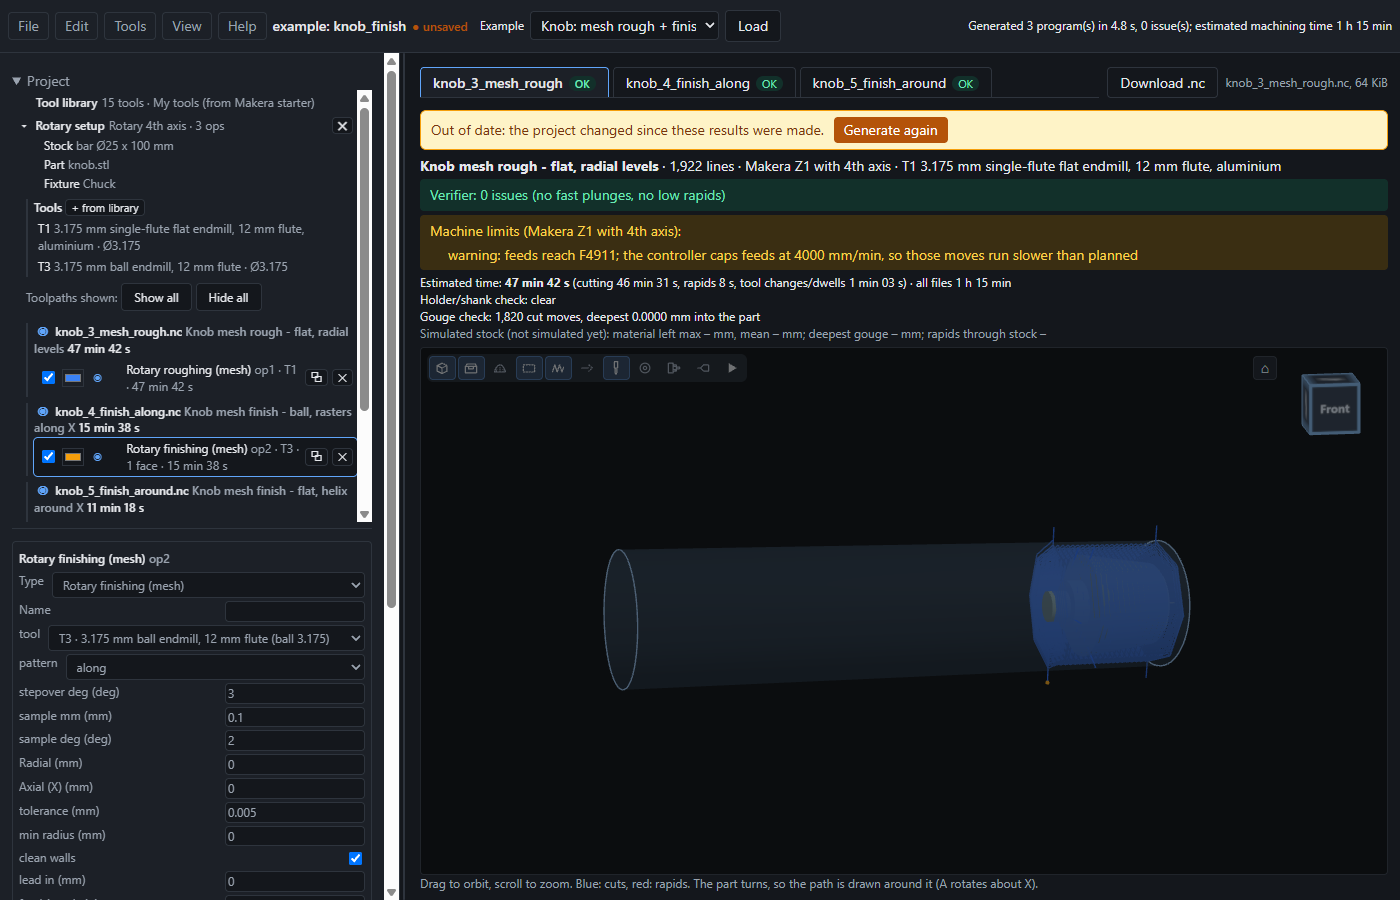 File Edit Tools View Help example: knob_finish • unsaved Example Knob: mesh rough + finis Load Generated 3 program(s) in 4.8 s, 0 issue(s); estimated machining time 1 h 15 min
▼ Project
Tool library 15 tools · My tools (from Makera starter)
Rotary setup Rotary 4th axis · 3 ops
Stock bar Ø25 x 100 mm
Part knob.stl
Fixture Chuck
Tools + from library
T1 3.175 mm single-flute flat endmill, 12 mm flute,
aluminium · Ø3.175
T3 3.175 mm ball endmill, 12 mm flute · Ø3.175
Toolpaths shown: Show all Hide all
knob_3_mesh_rough.nc Knob mesh rough - flat, radial
levels 47 min 42 s
Rotary roughing (mesh) op1 · T1
· 47 min 42 s
knob_4_finish_along.nc Knob mesh finish - ball, rasters
along X 15 min 38 s
Rotary finishing (mesh) op2 · T3 ·
1 face · 15 min 38 s
knob_5_finish_around.nc Knob mesh finish - flat, helix
around X 11 min 18 s
Rotary finishing (mesh) op2
Type Rotary finishing (mesh)
Name
tool T3 · 3.175 mm ball endmill, 12 mm flute (ball 3.175)
pattern along
stepover deg (deg) 3
sample mm (mm) 0.1
sample deg (deg) 2
Radial (mm) 0
Axial (X) (mm) 0
tolerance (mm) 0.005
min radius (mm) 0
clean walls
lead in (mm) 0
knob_3_mesh_rough OK knob_4_finish_along OK knob_5_finish_around OK Download .nc knob_3_mesh_rough.nc, 64 KiB
Out of date: the project changed since these results were made. Generate again
Knob mesh rough - flat, radial levels · 1,922 lines · Makera Z1 with 4th axis · T1 3.175 mm single-flute flat endmill, 12 mm flute, aluminium
Verifier: 0 issues (no fast plunges, no low rapids)
Machine limits (Makera Z1 with 4th axis):
warning: feeds reach F4911; the controller caps feeds at 4000 mm/min, so those moves run slower than planned
Estimated time: 47 min 42 s (cutting 46 min 31 s, rapids 8 s, tool changes/dwells 1 min 03 s) · all files 1 h 15 min
Holder/shank check: clear
Gouge check: 1,820 cut moves, deepest 0.0000 mm into the part
Simulated stock (not simulated yet): material left max – mm, mean – mm; deepest gouge – mm; rapids through stock –
Front
Drag to orbit, scroll to zoom. Blue: cuts, red: rapids. The part turns, so the path is drawn around it (A rotates about X).